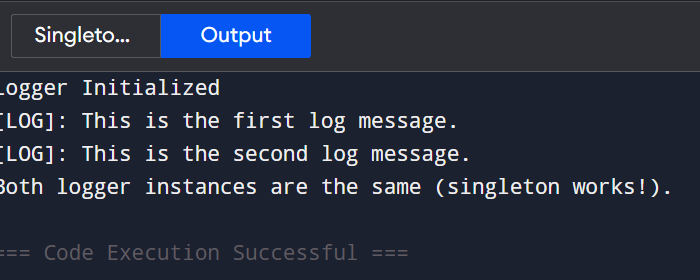 Singleto...
Output
Logger Initialized
[LOG]: This is the first log message.
[LOG]: This is the second log message.
Both logger instances are the same (singleton works!).
=== Code Execution Successful ===